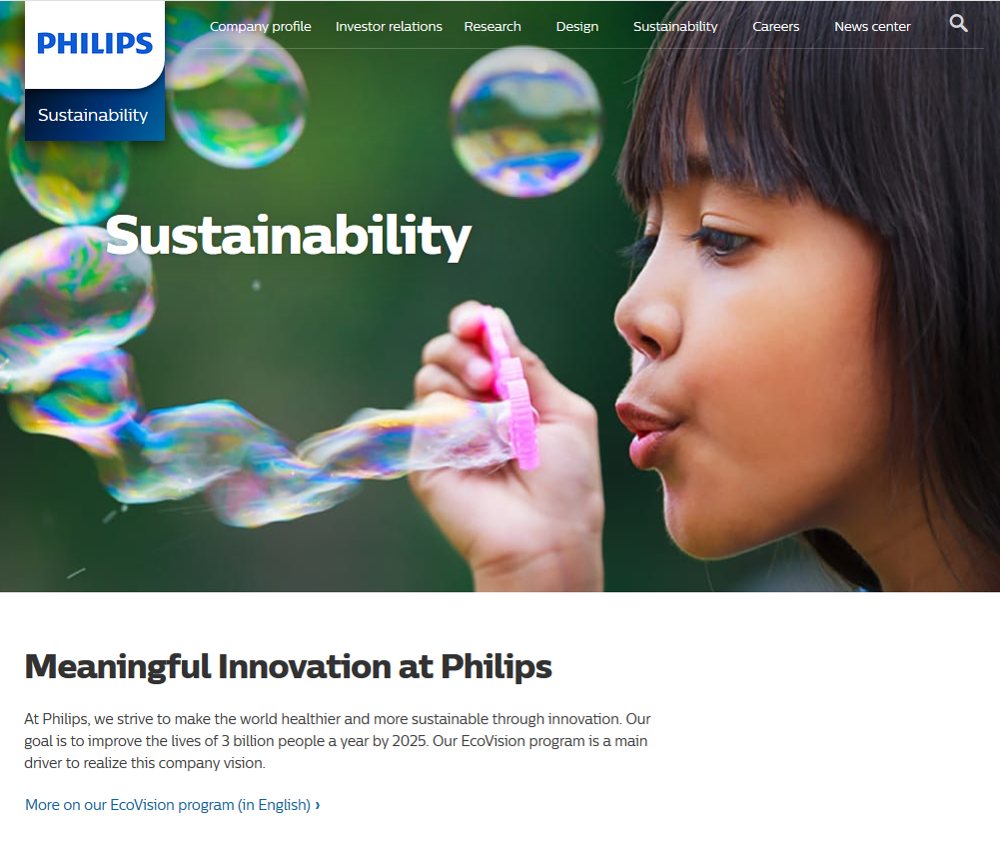 PHILIPS
Sustainability
Company profile Investor relations Research Design Sustainability Careers News center
Sustainability
Meaningful Innovation at Philips
At Philips, we strive to make the world healthier and more sustainable through innovation. Our
goal is to improve the lives of 3 billion people a year by 2025. Our EcoVision program is a main
driver to realize this company vision.
More on our EcoVision program (in English) ›